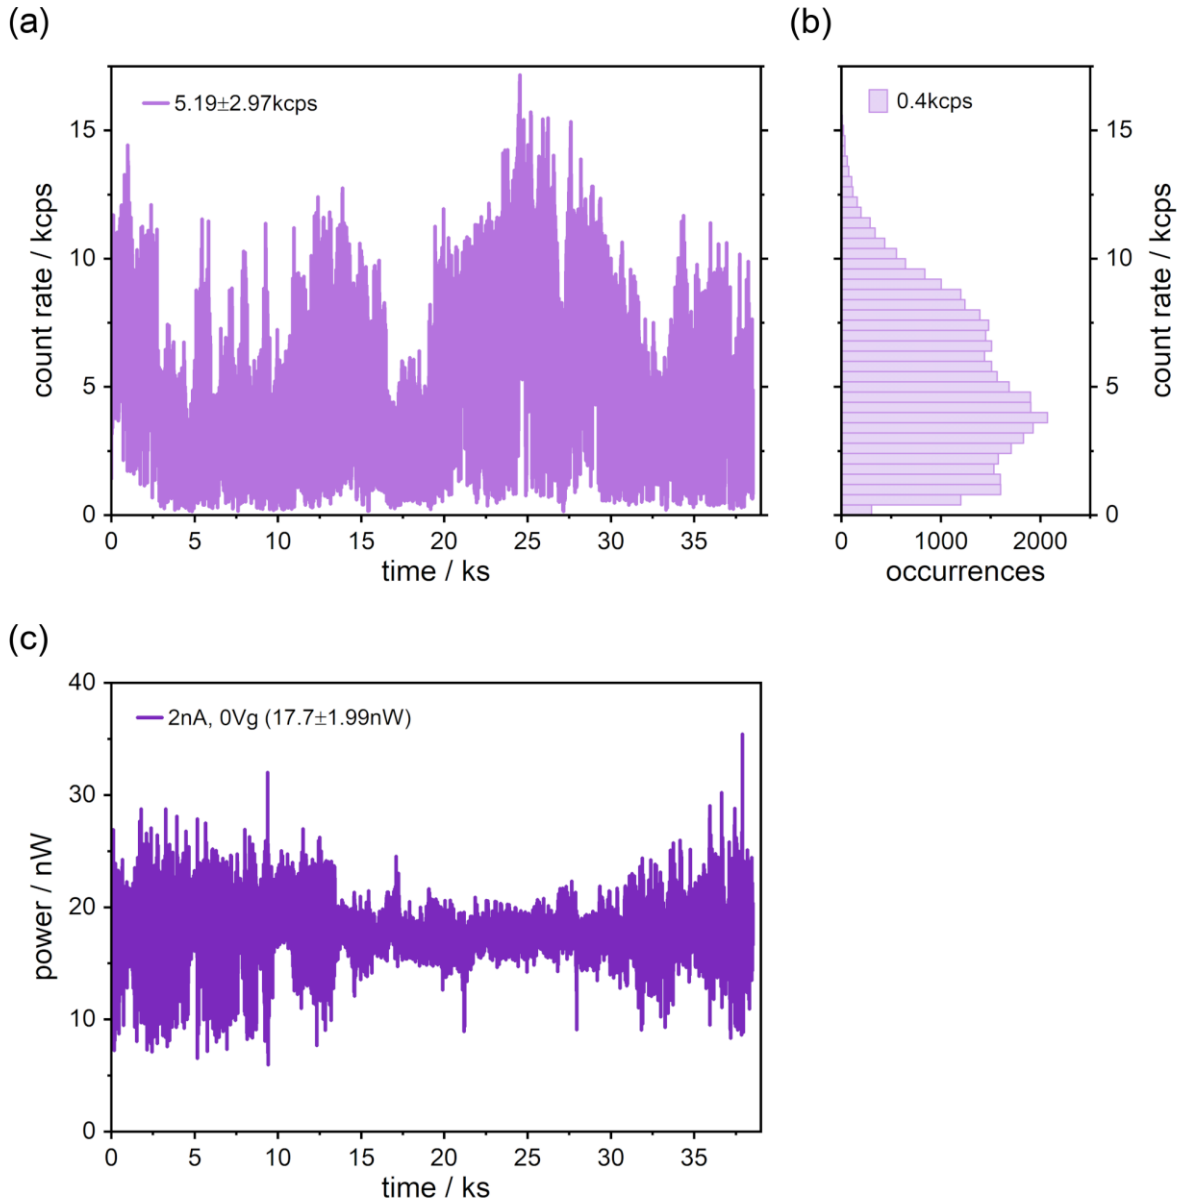 (a)
(b)
5.19±2.97kcps
0.4kcps
15
10
5
0
count rate / kcps
0 5 10 15 20 25 30 35
time / ks
15
10
5
0
count rate / kcps
0 1000 2000
occurrences
(c)
2nA, 0Vg (17.7±1.99nW)
40
30
20
10
0
power / nW
0 5 10 15 20 25 30 35
time / ks